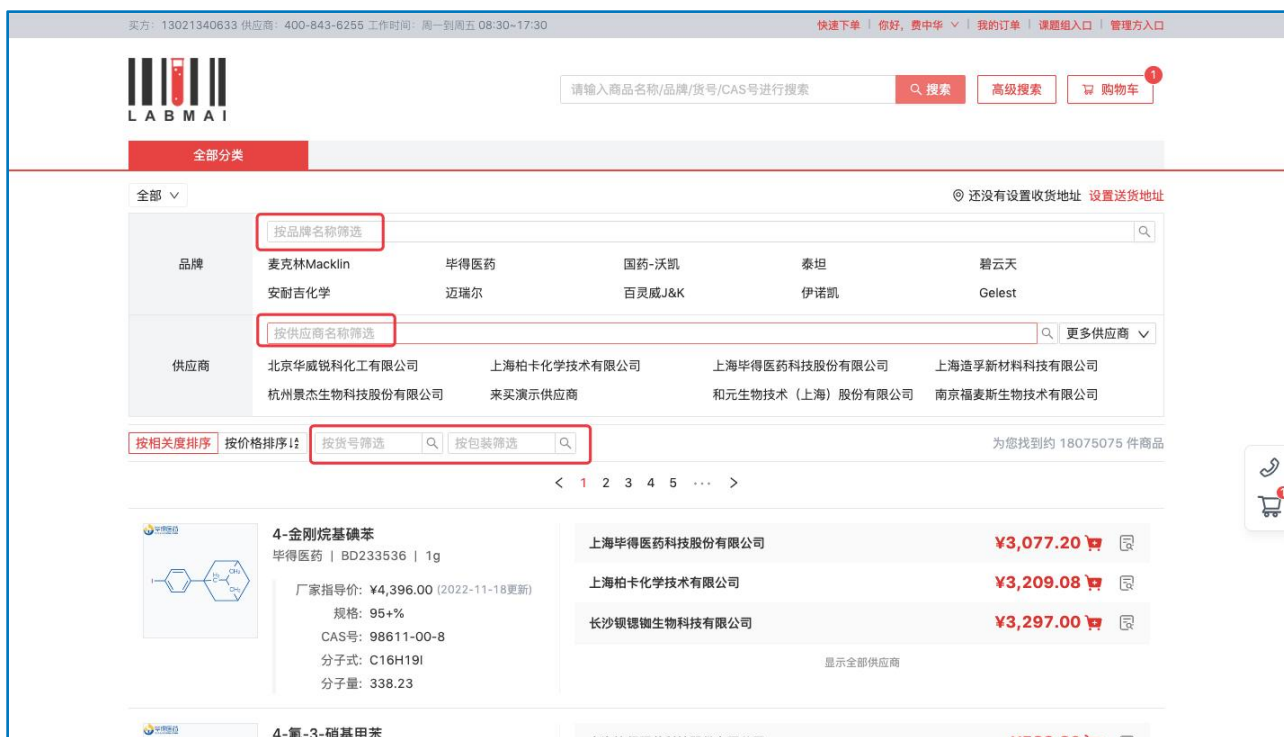 买方：13021340633 供应商：400-843-6255 工作时间：周一到周五 08:30~17:30 快速下单 你好，费中华 我的订单 课题组入口 管理方入口
LABMAI
请输入商品名称/品牌/货号/CAS号进行搜索 搜索 高级搜索 购物车 1
全部分类
全部 还没有设置收货地址 设置送货地址
按品牌名称筛选
品牌 麦克林Macklin 毕得医药 国药-沃凯 泰坦 碧云天
安耐吉化学 迈瑞尔 百灵威J&K 伊诺凯 Gelest
按供应商名称筛选 更多供应商
供应商 北京华威锐科化工有限公司 上海柏卡化学技术有限公司 上海毕得医药科技股份有限公司 上海造孚新材料科技有限公司
杭州景杰生物科技股份有限公司 来买演示供应商 和元生物技术（上海）股份有限公司 南京福麦斯生物技术有限公司
按相关度排序 按价格排序 按货号筛选 按包装筛选 为您找到约 18075075 件商品
< 1 2 3 4 5 ··· >
毕得医药
4-金刚烷基碘苯
毕得医药 | BD233536 | 1g
厂家指导价: ¥4,396.00 (2022-11-18更新)
规格: 95+%
CAS号: 98611-00-8
分子式: C16H19I
分子量: 338.23
上海毕得医药科技股份有限公司 ¥3,077.20
上海柏卡化学技术有限公司 ¥3,209.08
长沙钡锶铷生物科技有限公司 ¥3,297.00
显示全部供应商
毕得医药
4-氟-3-硝基甲苯